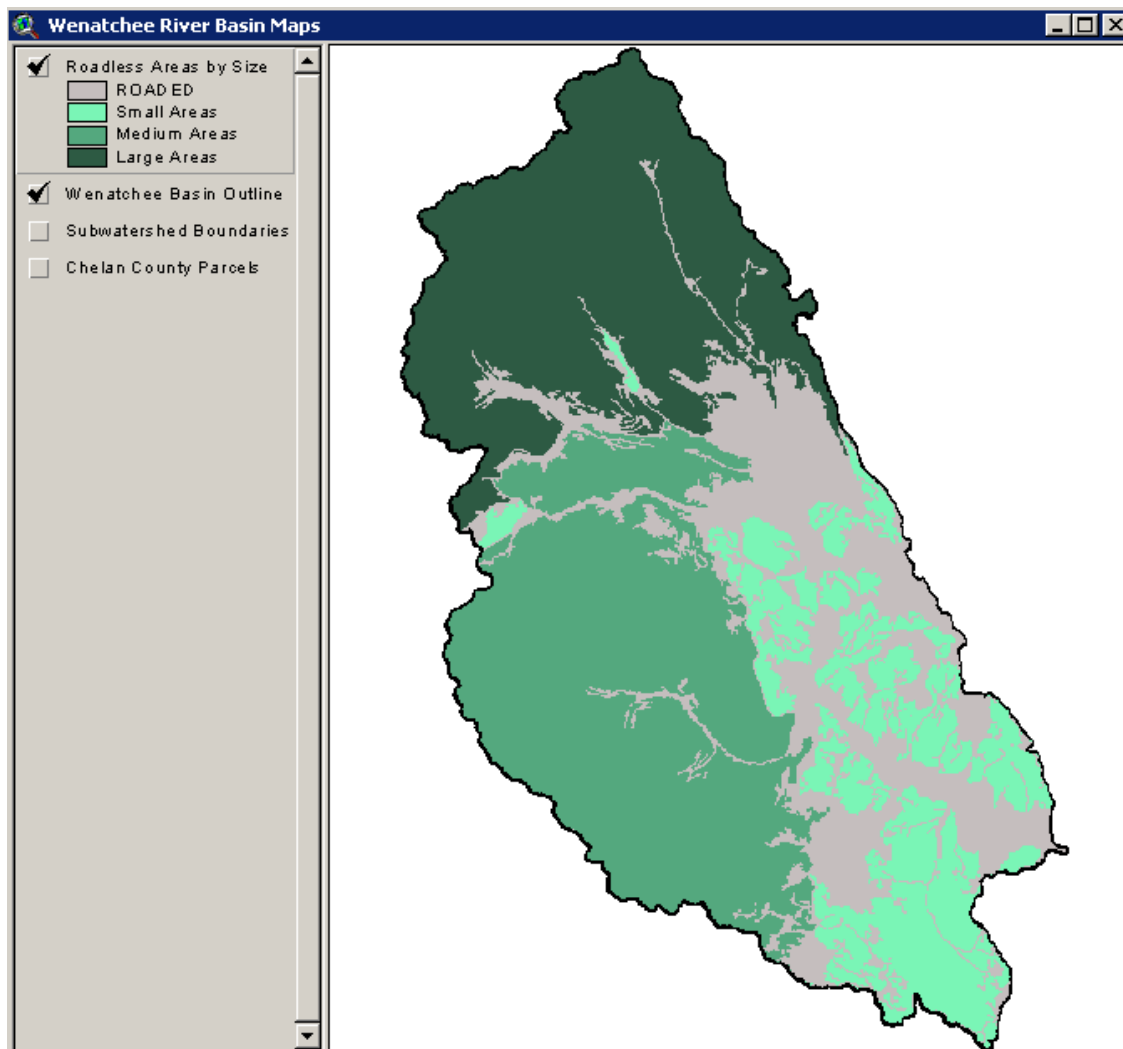 Wenatchee River Basin Maps
Roadless Areas by Size
ROADED
Small Areas
Medium Areas
Large Areas
Wenatchee Basin Outline
Subwatershed Boundaries
Chelan County Parcels